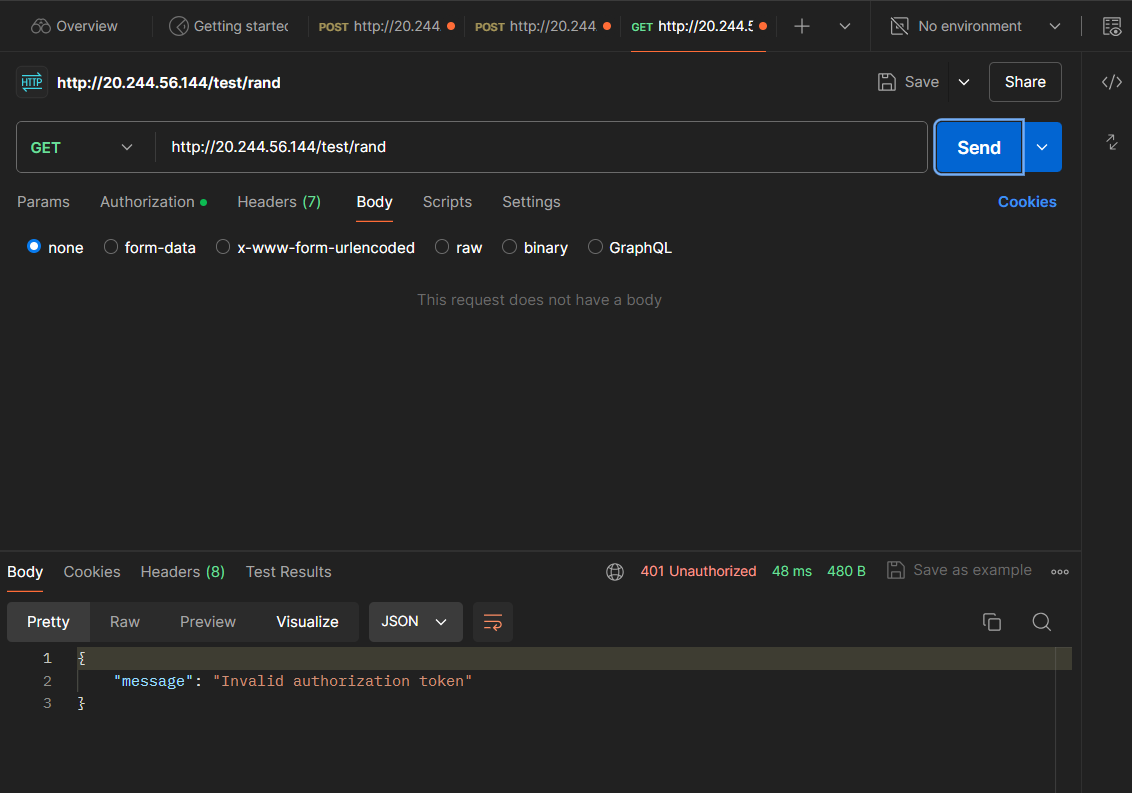 Overview Getting started POST http://20.244. POST http://20.244. GET http://20.244.5 No environment
HTTP http://20.244.56.144/test/rand Save Share
GET http://20.244.56.144/test/rand Send
Params Authorization Headers (7) Body Scripts Settings Cookies
none form-data x-www-form-urlencoded raw binary GraphQL
This request does not have a body
Body Cookies Headers (8) Test Results 401 Unauthorized 48 ms 480 B Save as example
Pretty Raw Preview Visualize JSON
1 {
2 "message": "Invalid authorization token"
3 }